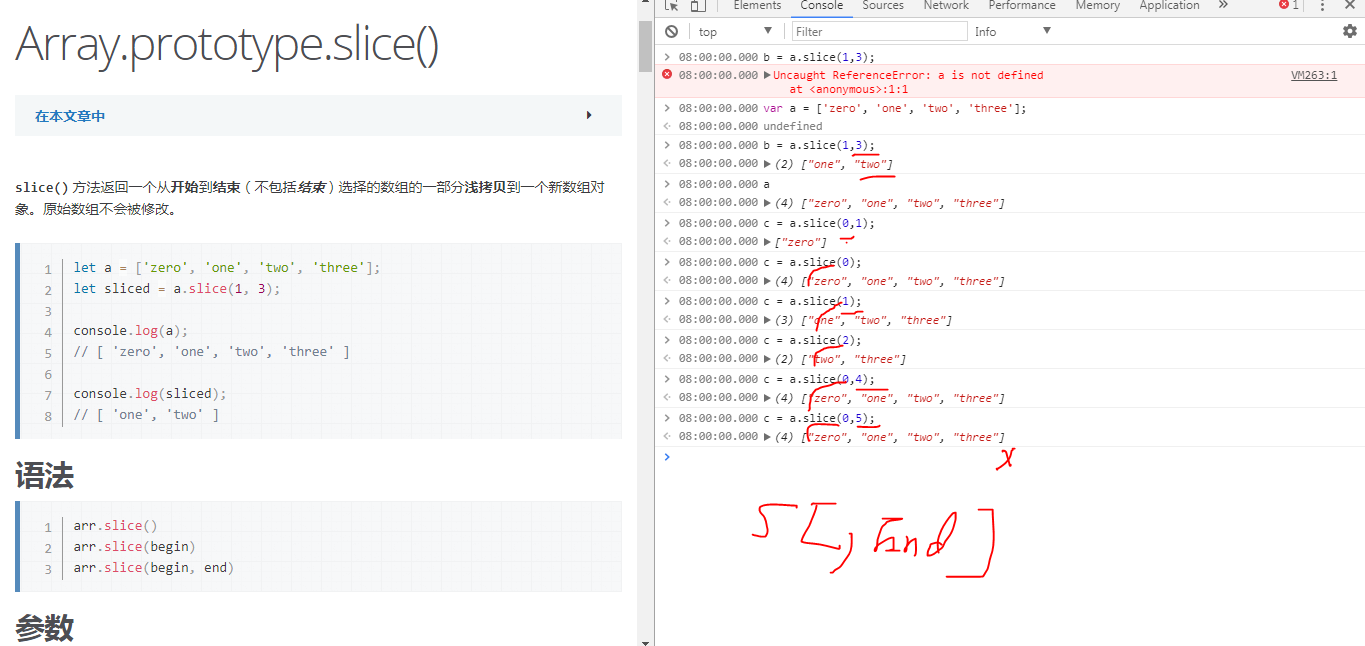 Array.prototype.slice()
在本文章中
slice() 方法返回一个从开始到结束（不包括结束）选择的数组的一部分浅拷贝到一个新数组对
象。原始数组不会被修改。
1 let a = ['zero', 'one', 'two', 'three'];
2 let sliced = a.slice(1, 3);
3
4 console.log(a);
5 // [ 'zero', 'one', 'two', 'three' ]
6
7 console.log(sliced);
8 // [ 'one', 'two' ]
语法
1 arr.slice()
2 arr.slice(begin)
3 arr.slice(begin, end)
参数
Elements Console Sources Network Performance Memory Application » 1
top Filter Info
> 08:00:00.000 b = a.slice(1,3);
08:00:00.000 ▶Uncaught ReferenceError: a is not defined VM263:1
at <anonymous>:1:1
> 08:00:00.000 var a = ['zero', 'one', 'two', 'three'];
08:00:00.000 undefined
> 08:00:00.000 b = a.slice(1,3);
08:00:00.000 ▶(2) ["one", "two"]
> 08:00:00.000 a
08:00:00.000 ▶(4) ["zero", "one", "two", "three"]
> 08:00:00.000 c = a.slice(0,1);
08:00:00.000 ▶["zero"]
> 08:00:00.000 c = a.slice(0);
08:00:00.000 ▶(4) ["zero", "one", "two", "three"]
> 08:00:00.000 c = a.slice(1);
08:00:00.000 ▶(3) ["one", "two", "three"]
> 08:00:00.000 c = a.slice(2);
08:00:00.000 ▶(2) ["two", "three"]
> 08:00:00.000 c = a.slice(0,4);
08:00:00.000 ▶(4) ["zero", "one", "two", "three"]
> 08:00:00.000 c = a.slice(0,5);
08:00:00.000 ▶(4) ["zero", "one", "two", "three"]
>
x
S [, End ]